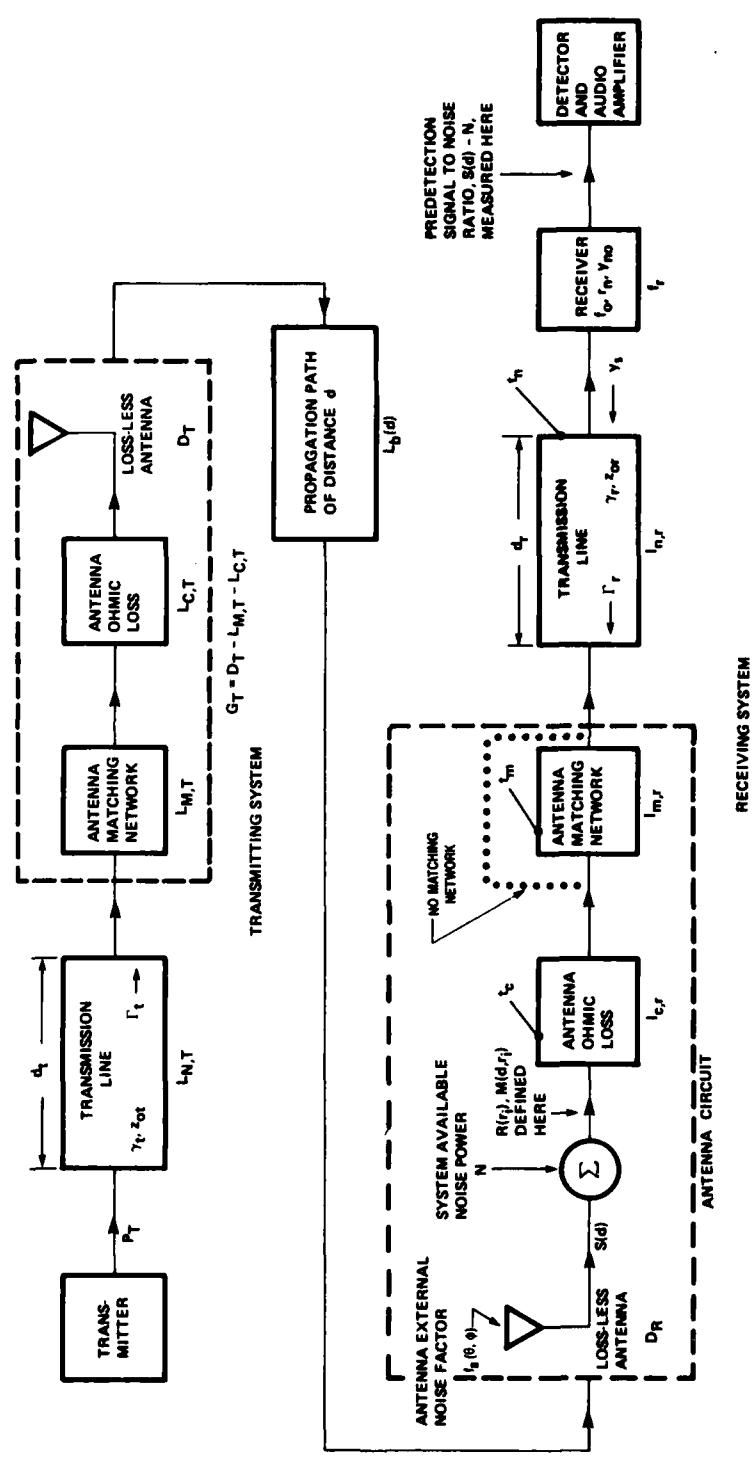 TRANS-
MITTER
P_T
d_t
TRANSMISSION
LINE
γ_t, z_ot
Γ_t
L_N,T
ANTENNA
MATCHING
NETWORK
L_M,T
ANTENNA
OHMIC
LOSS
L_C,T
LOSS-LESS
ANTENNA
D_T
G_T = D_T - L_M,T - L_C,T
TRANSMITTING SYSTEM
PROPAGATION PATH
OF DISTANCE d
L_b(d)
ANTENNA EXTERNAL
NOISE FACTOR
f_a(θ, φ)
LOSS-LESS
ANTENNA
D_R
S(d)
SYSTEM AVAILABLE
NOISE POWER
N
Σ
R(r_i), M(d,r_i)
DEFINED
HERE
t_c
ANTENNA
OHMIC
LOSS
l_c,r
NO MATCHING
NETWORK
t_m
ANTENNA
MATCHING
NETWORK
l_m,r
ANTENNA CIRCUIT
d_r
TRANSMISSION
LINE
Γ_r
γ_r, z_or
l_n,r
t_n
Y_s
RECEIVER
f_o, r_n, Y_no
f_r
PREDETECTION
SIGNAL TO NOISE
RATIO, S(d) - N,
MEASURED HERE
DETECTOR
AND
AUDIO
AMPLIFIER
RECEIVING SYSTEM